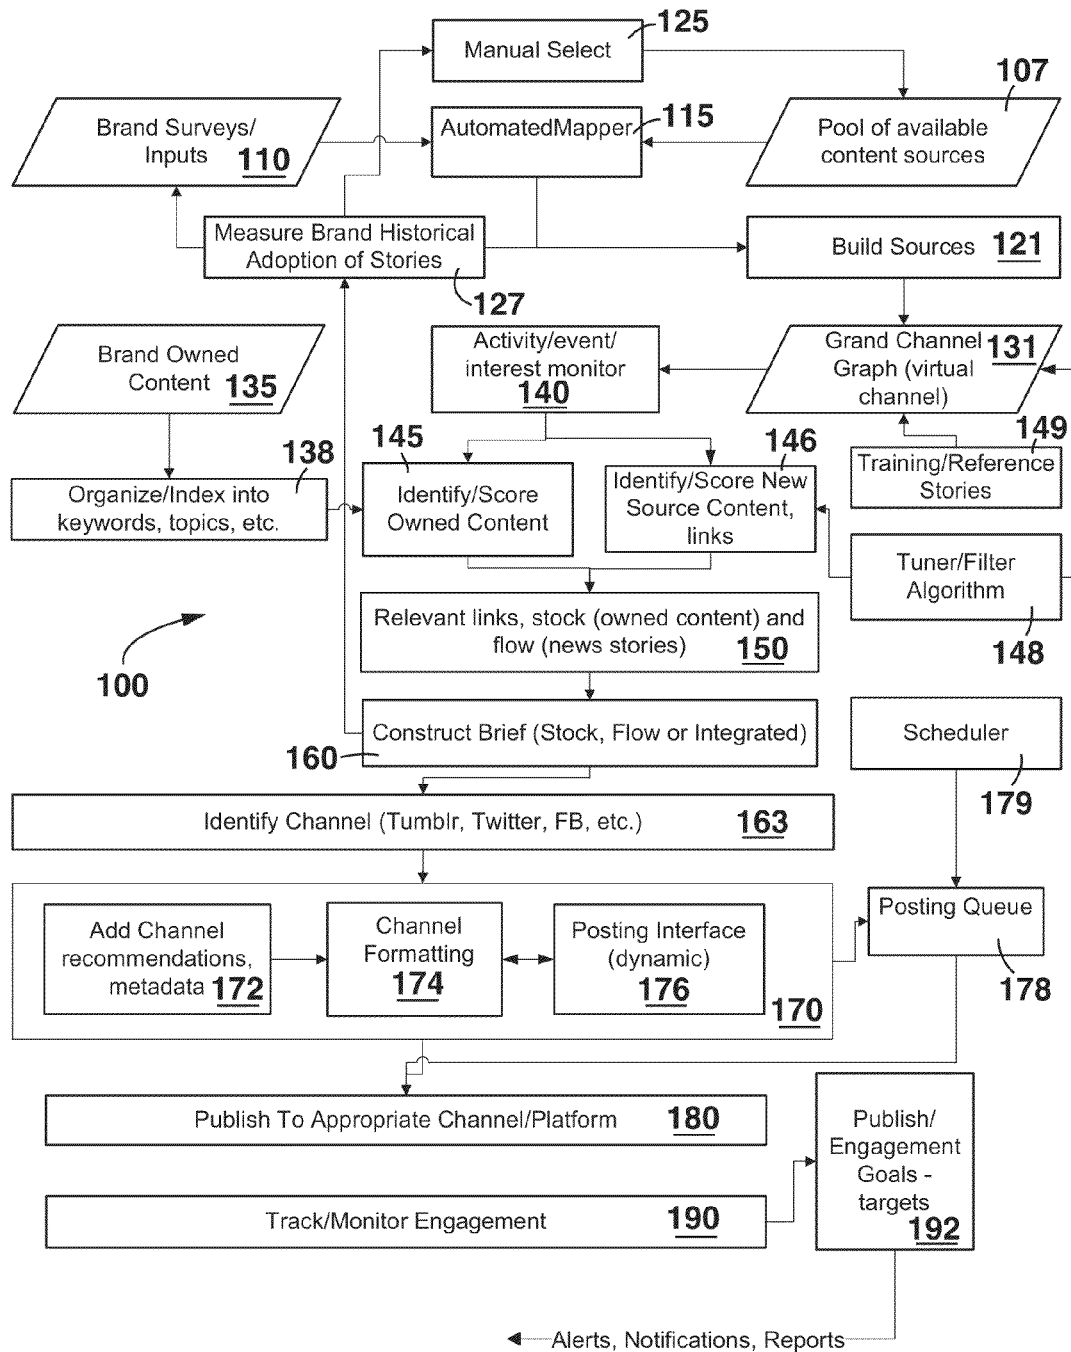 125
Manual Select
107
Brand Surveys/
Inputs
110
AutomatedMapper
115
Pool of available
content sources
Measure Brand Historical
Adoption of Stories
127
Build Sources
121
Brand Owned
Content
135
Activity/event/
interest monitor
140
Grand Channel
Graph (virtual
channel)
131
138
145
146
149
Organize/Index into
keywords, topics, etc.
Identify/Score
Owned Content
Identify/Score New
Source Content,
links
Training/Reference
Stories
Tuner/Filter
Algorithm
148
Relevant links, stock (owned content) and
flow (news stories)
150
100
Construct Brief (Stock, Flow or Integrated)
160
Scheduler
179
Identify Channel (Tumblr, Twitter, FB, etc.)
163
Add Channel
recommendations,
metadata
172
Channel
Formatting
174
Posting Interface
(dynamic)
176
170
Posting Queue
178
Publish To Appropriate Channel/Platform
180
Publish/
Engagement
Goals -
targets
192
Track/Monitor Engagement
190
Alerts, Notifications, Reports